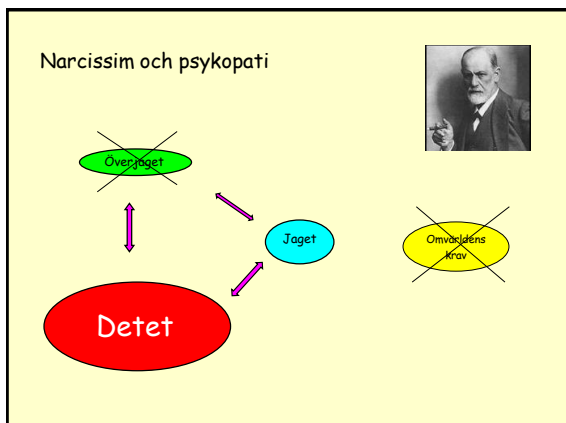 Narcissim och psykopati
Överjaget
Jaget
Omvärldens
krav
Detet